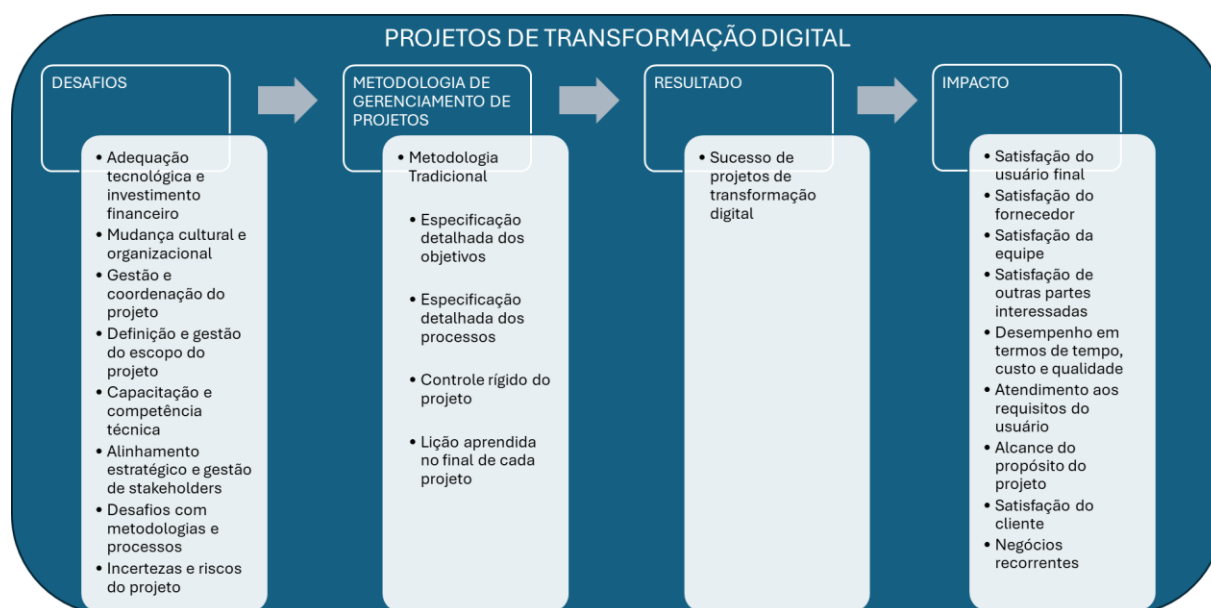 PROJETOS DE TRANSFORMAÇÃO DIGITAL
DESAFIOS
• Adequação
tecnológica e
investimento
financeiro
• Mudança cultural e
organizacional
• Gestão e
coordenação do
projeto
• Definição e gestão
do escopo do
projeto
• Capacitação e
competência
técnica
• Alinhamento
estratégico e gestão
de stakeholders
• Desafios com
metodologias e
processos
• Incertezas e riscos
do projeto
METODOLOGIA DE
GERENCIAMENTO DE
PROJETOS
• Metodologia
Tradicional
• Especificação
detalhada dos
objetivos
• Especificação
detalhada dos
processos
• Controle rígido do
projeto
• Lição aprendida
no final de cada
projeto
RESULTADO
• Sucesso de
projetos de
transformação
digital
IMPACTO
• Satisfação do
usuário final
• Satisfação do
fornecedor
• Satisfação da
equipe
• Satisfação de
outras partes
interessadas
• Desempenho em
termos de tempo,
custo e qualidade
• Atendimento aos
requisitos do
usuário
• Alcance do
propósito do
projeto
• Satisfação do
cliente
• Negócios
recorrentes